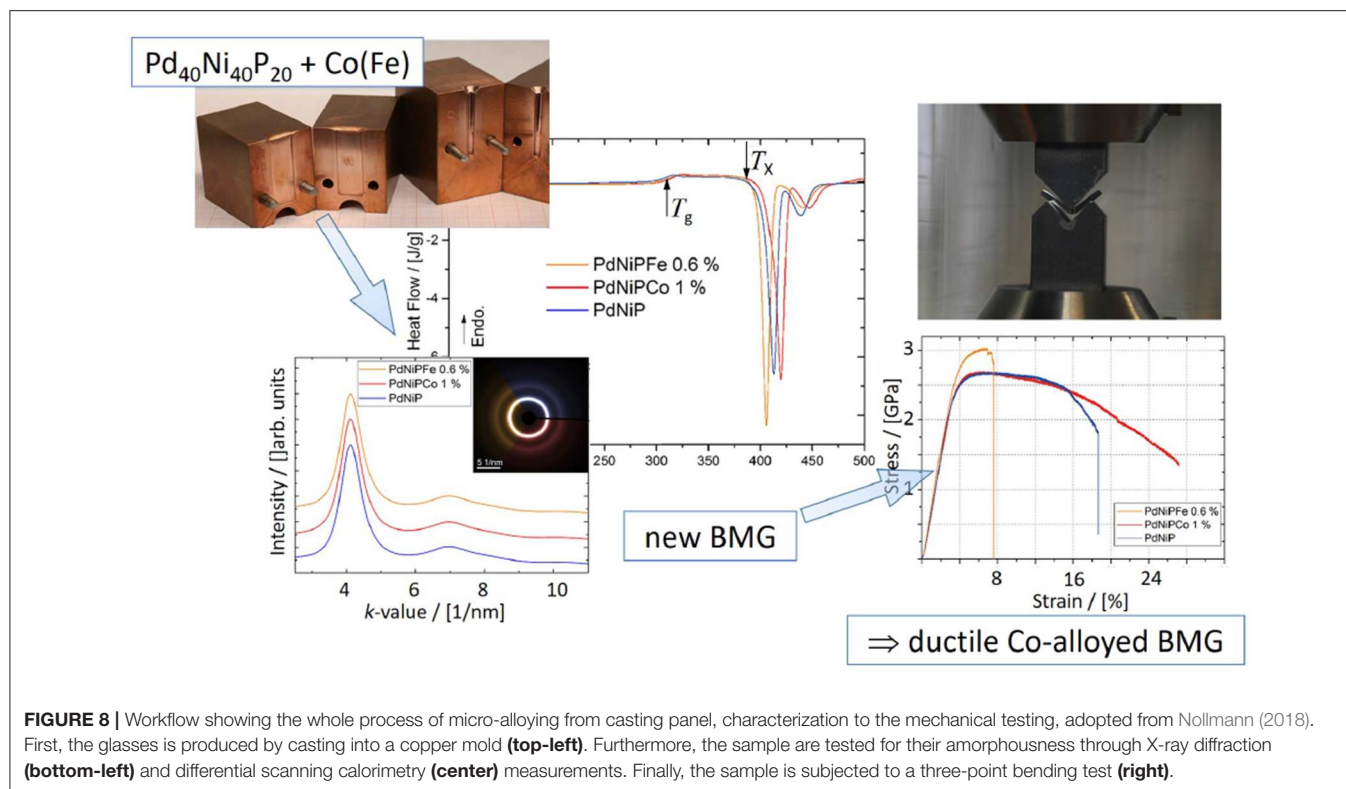 Pd₄₀Ni₄₀P₂₀ + Co(Fe)
T_X
T_g
-2
-4
6
Heat Flow / [J/g]
Endo.
PdNiPFe 0.6 %
PdNiPCo 1 %
PdNiP
250
300
350
400
450
500
PdNiPFe 0.6 %
PdNiPCo 1 %
PdNiP
5 1/nm
Intensity / []arb. units
4
6
8
10
k-value / [1/nm]
new BMG
3
2
1
Stress / [GPa]
PdNiPFe 0.6 %
PdNiPCo 1 %
PdNiP
8
16
24
Strain / [%]
⇒ ductile Co-alloyed BMG
FIGURE 8 | Workflow showing the whole process of micro-alloying from casting panel, characterization to the mechanical testing, adopted from Nollmann (2018).
First, the glasses is produced by casting into a copper mold (top-left). Furthermore, the sample are tested for their amorphousness through X-ray diffraction
(bottom-left) and differential scanning calorimetry (center) measurements. Finally, the sample is subjected to a three-point bending test (right).